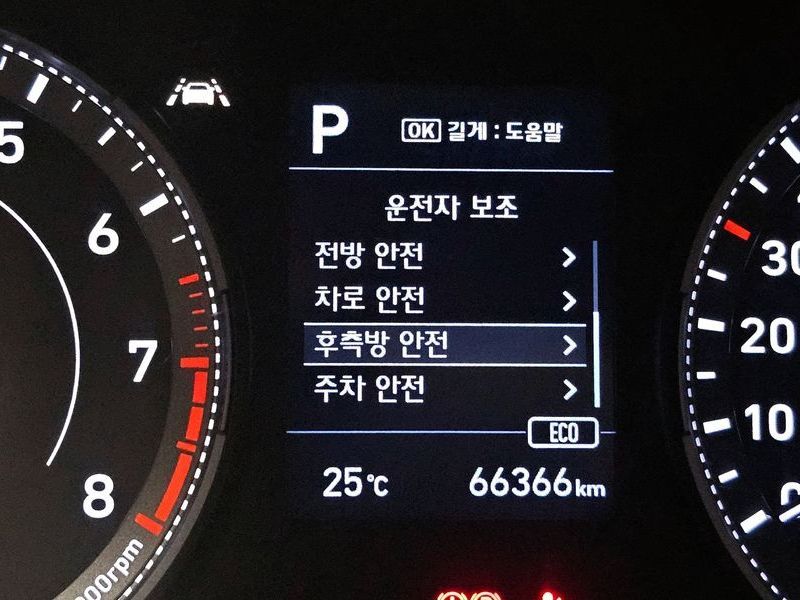 P
OK 길게 : 도움말
운전자 보조
전방 안전
차로 안전
후측방 안전
주차 안전
ECO
25℃
66366km
5
6
7
8
30
20
10
0